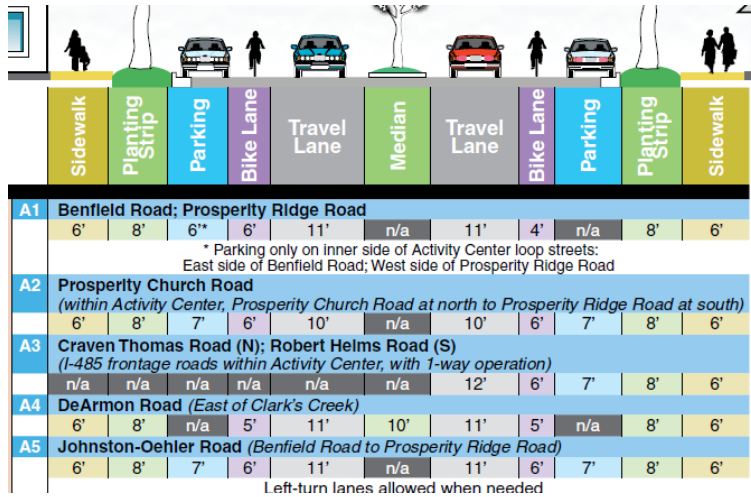 Sidewalk Planting Strip Parking Bike Lane Travel Lane Median Travel Lane Bike Lane Parking Planting Strip Sidewalk
A1 Benfield Road; Prosperity Ridge Road
6' 8' 6'* 6' 11' n/a 11' 4' n/a 8' 6'
* Parking only on inner side of Activity Center loop streets:
East side of Benfield Road; West side of Prosperity Ridge Road
A2 Prosperity Church Road
(within Activity Center, Prosperity Church Road at north to Prosperity Ridge Road at south)
6' 8' 7' 6' 10' n/a 10' 6' 7' 8' 6'
A3 Craven Thomas Road (N); Robert Helms Road (S)
(I-485 frontage roads within Activity Center, with 1-way operation)
n/a n/a n/a n/a n/a n/a 12' 6' 7' 8' 6'
A4 DeArmon Road (East of Clark's Creek)
6' 8' n/a 5' 11' 10' 11' 5' n/a 8' 6'
A5 Johnston-Oehler Road (Benfield Road to Prosperity Ridge Road)
6' 8' 7' 6' 11' n/a 11' 6' 7' 8' 6'
Left-turn lanes allowed when needed